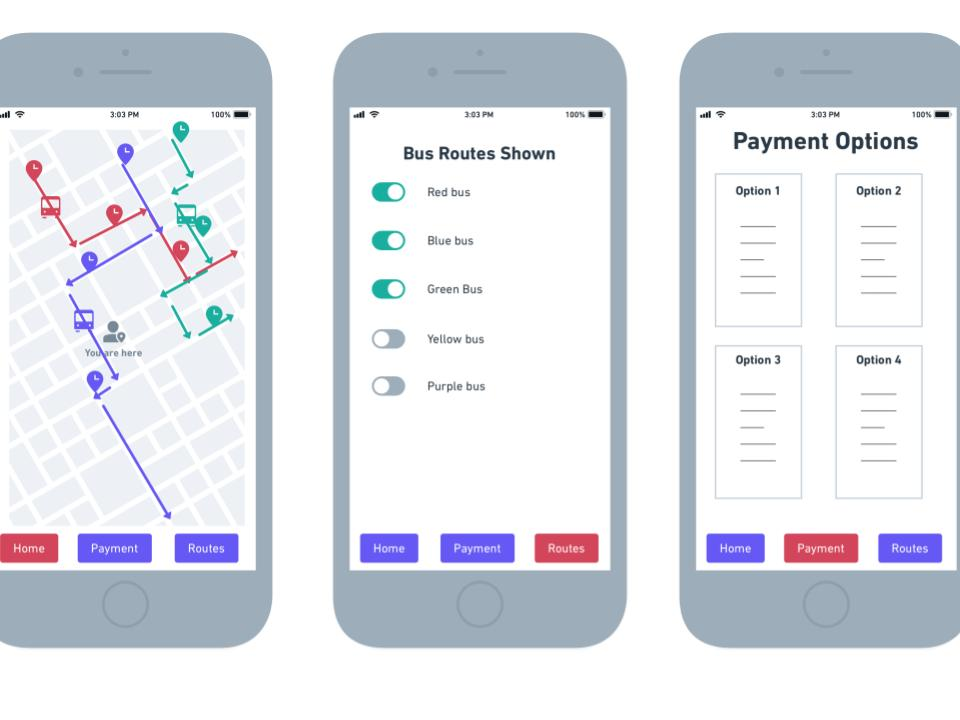 3:03 PM
You are here
Home
Payment
Routes
3:03 PM
100%
Bus Routes Shown
Red bus
Blue bus
Green Bus
Yellow bus
Purple bus
Home
Payment
Routes
3:03 PM
100%
Payment Options
Option 1
Option 2
Option 3
Option 4
Home
Payment
Routes
100%